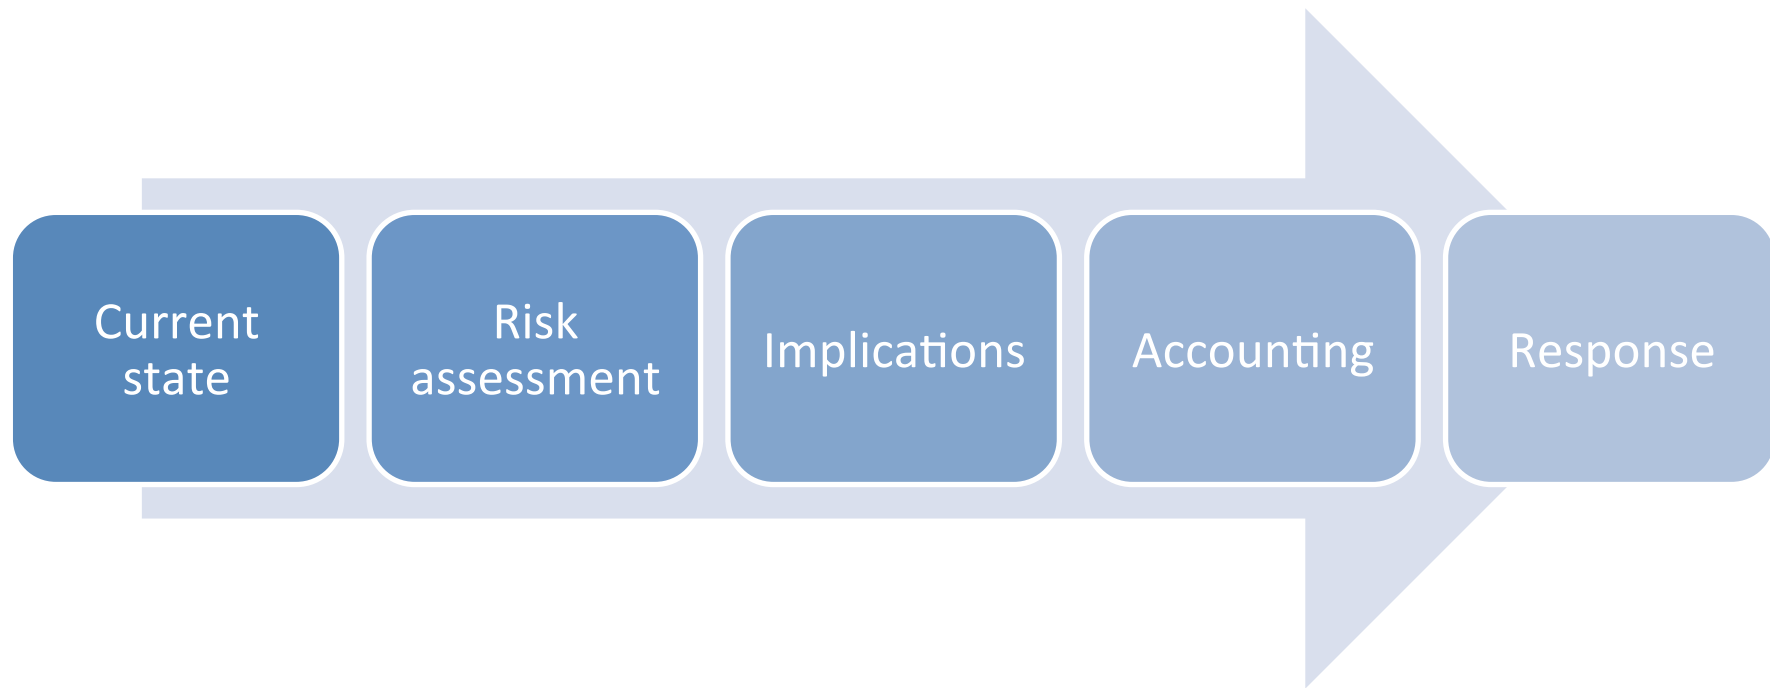 Current
state
Risk
assessment
Implications
Accounting
Response